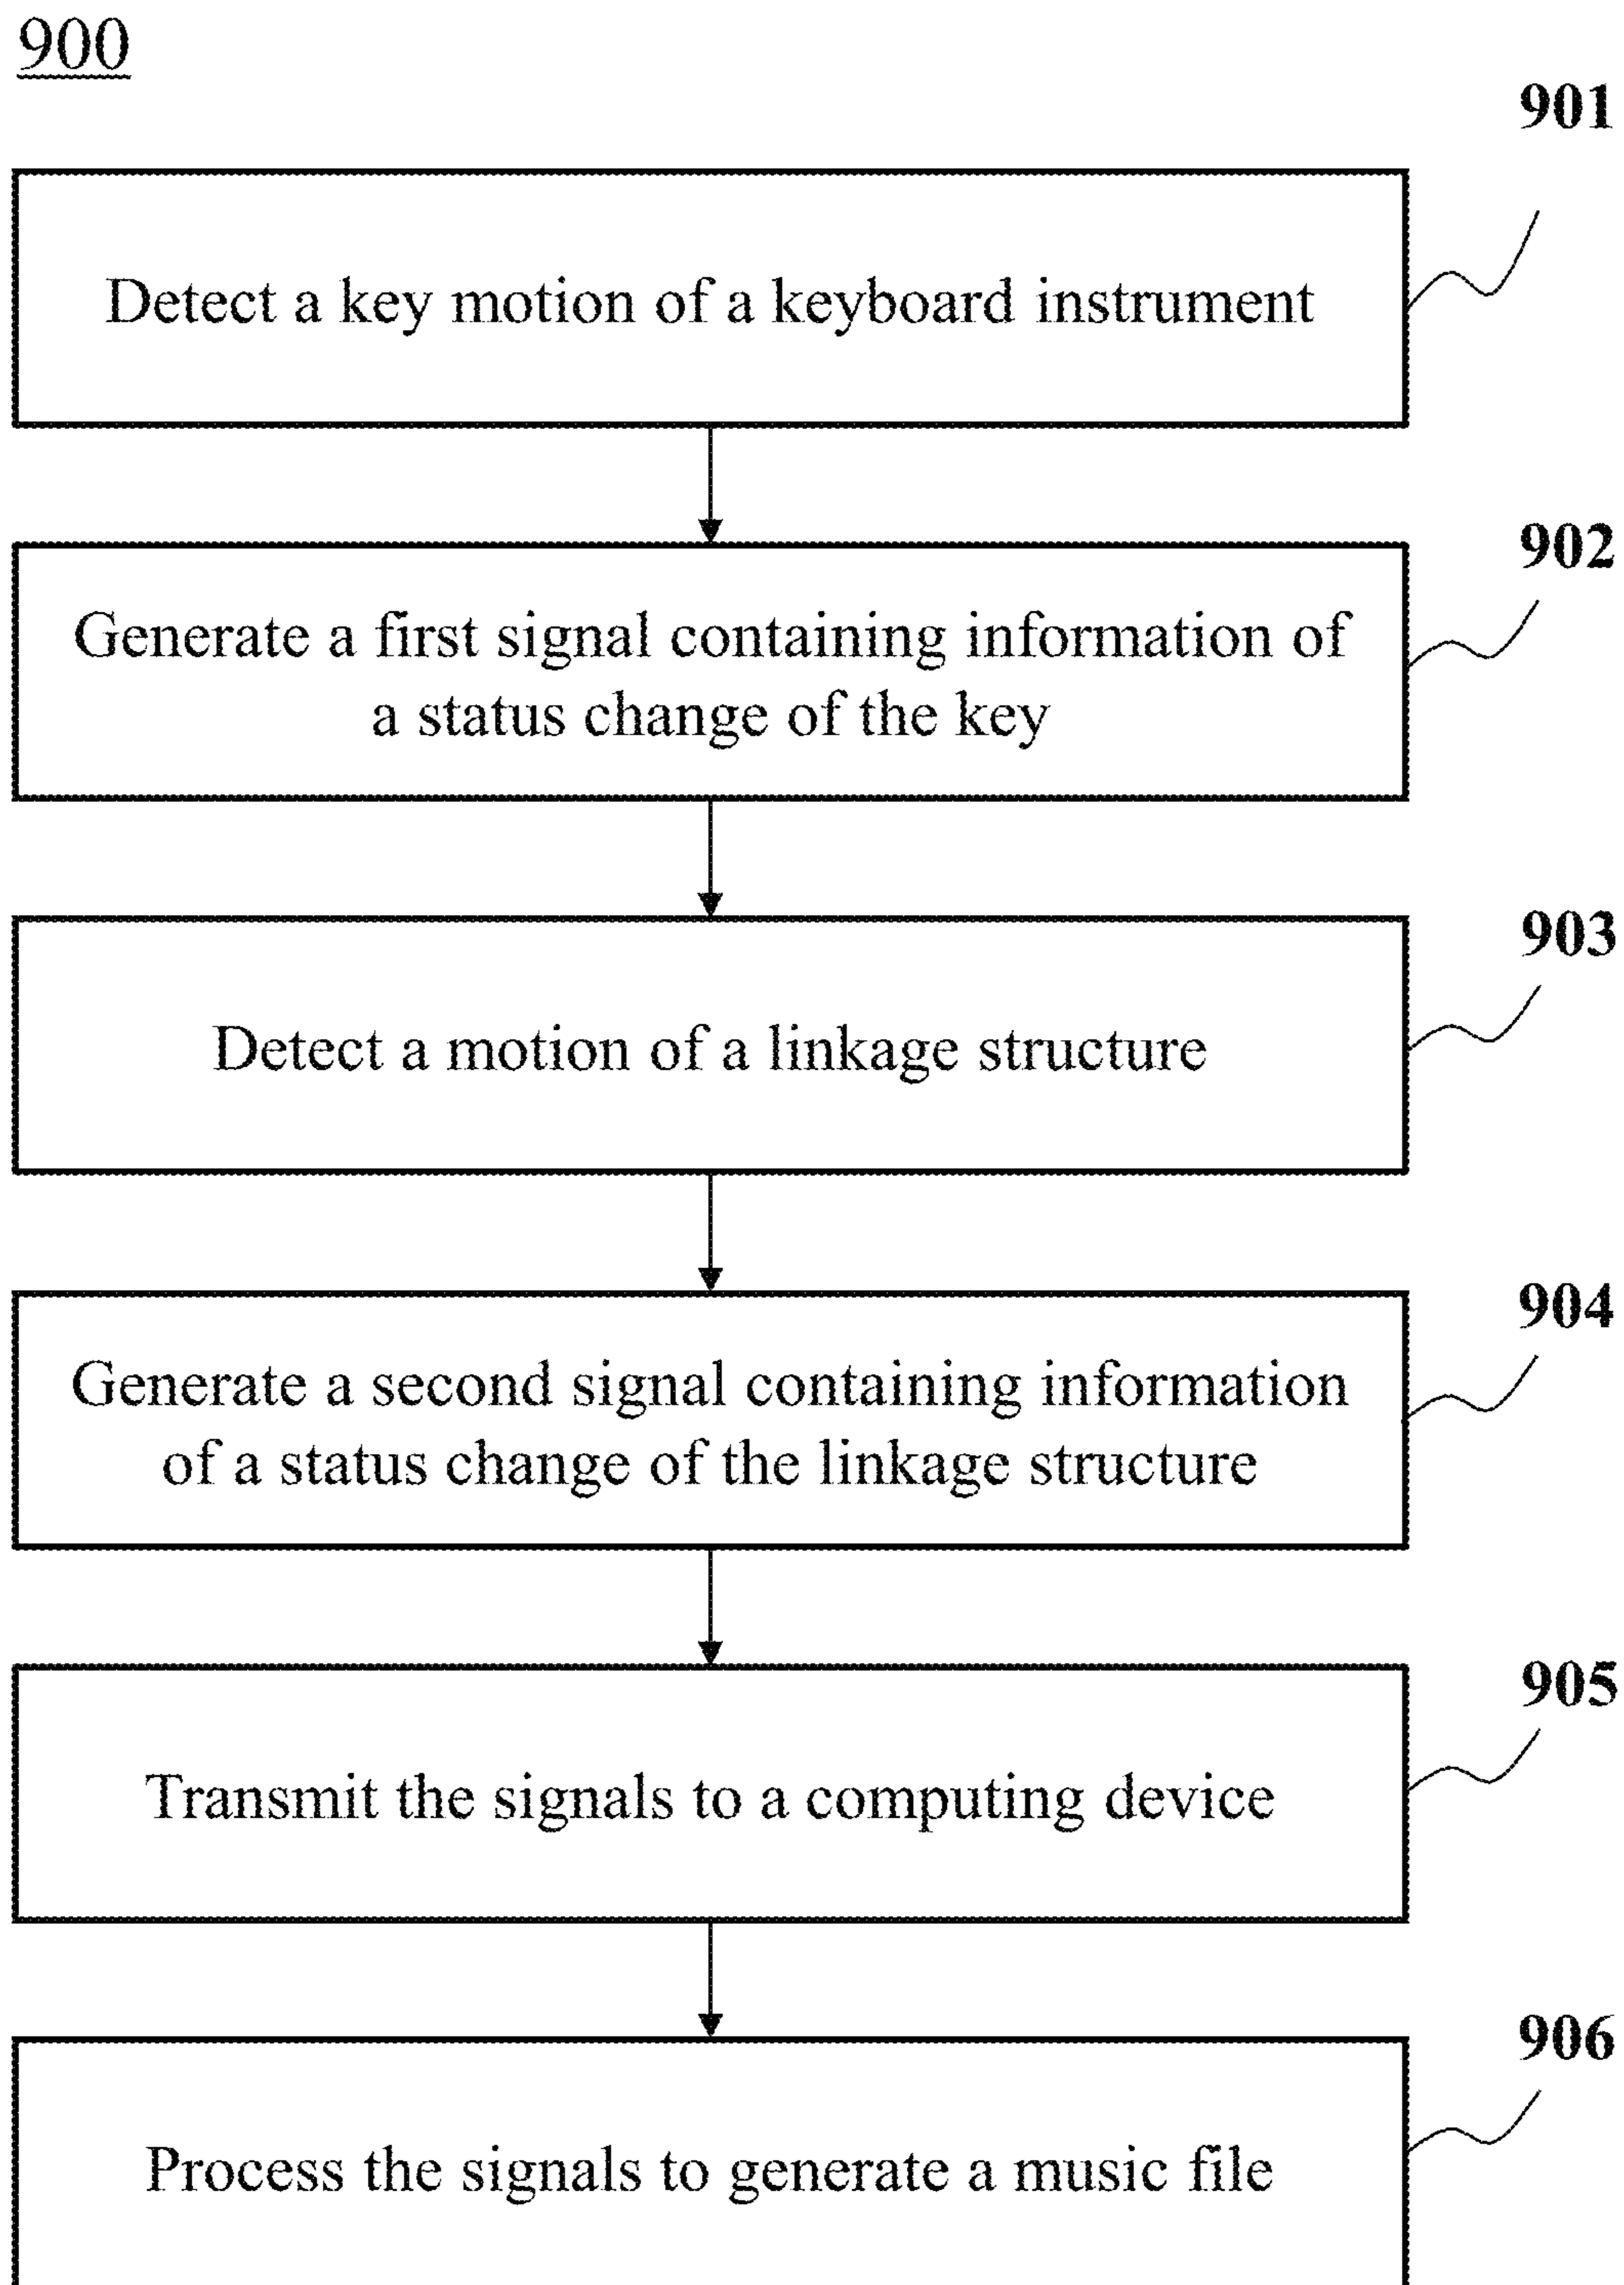 900
901
Detect a key motion of a keyboard instrument
902
Generate a first signal containing information of
a status change of the key
903
Detect a motion of a linkage structure
904
Generate a second signal containing information
of a status change of the linkage structure
905
Transmit the signals to a computing device
906
Process the signals to generate a music file